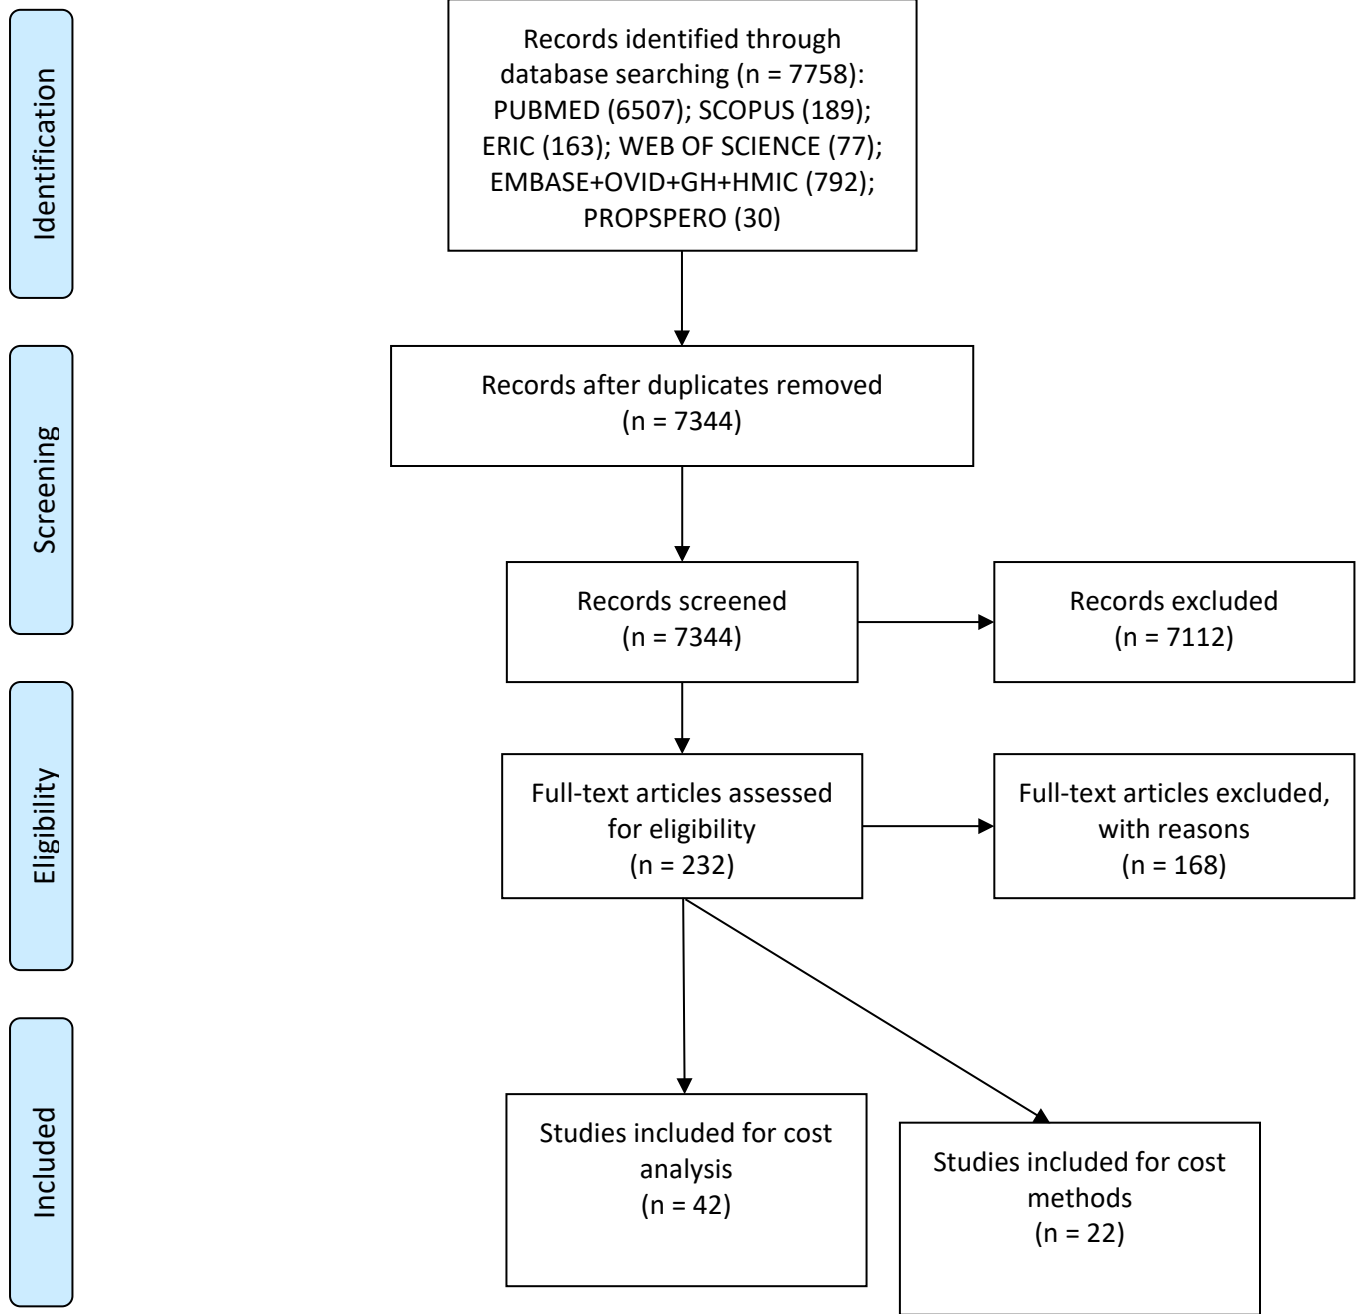 Identification
Records identified through
database searching (n = 7758):
PUBMED (6507); SCOPUS (189);
ERIC (163); WEB OF SCIENCE (77);
EMBASE+OVID+GH+HMIC (792);
PROPSPERO (30)
Screening
Records after duplicates removed
(n = 7344)
Records screened
(n = 7344)
Records excluded
(n = 7112)
Eligibility
Full-text articles assessed
for eligibility
(n = 232)
Full-text articles excluded,
with reasons
(n = 168)
Included
Studies included for cost
analysis
(n = 42)
Studies included for cost
methods
(n = 22)